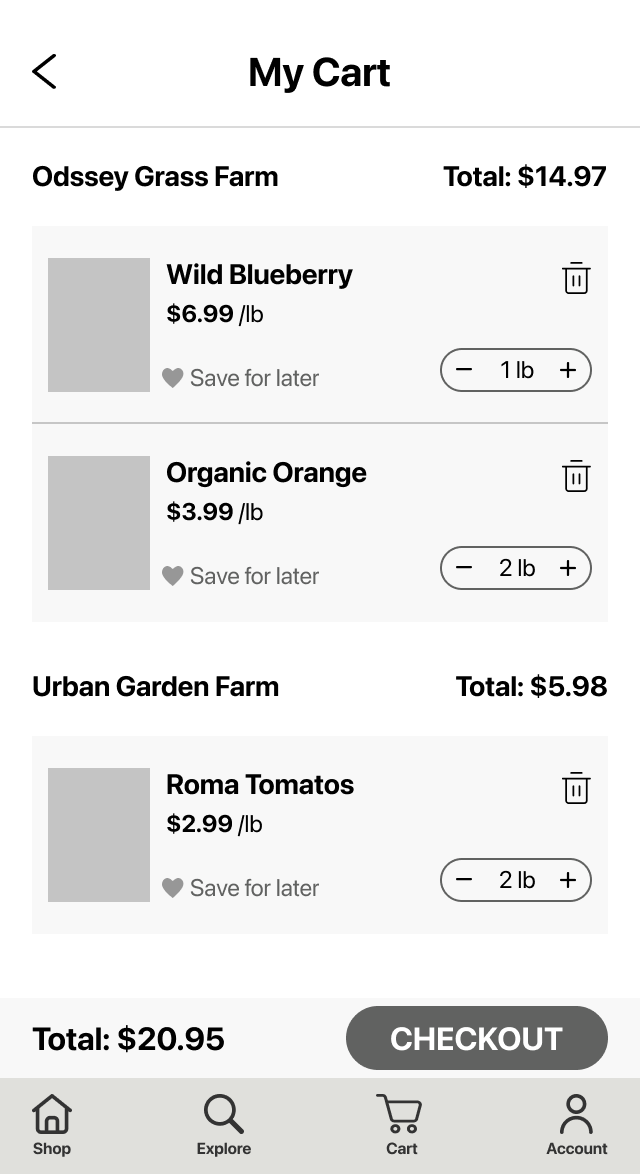 My Cart
Odssey Grass Farm Total: $14.97
Wild Blueberry
$6.99 /lb
Save for later − 1 lb +
Organic Orange
$3.99 /lb
Save for later − 2 lb +
Urban Garden Farm Total: $5.98
Roma Tomatos
$2.99 /lb
Save for later − 2 lb +
Total: $20.95 CHECKOUT
Shop Explore Cart Account